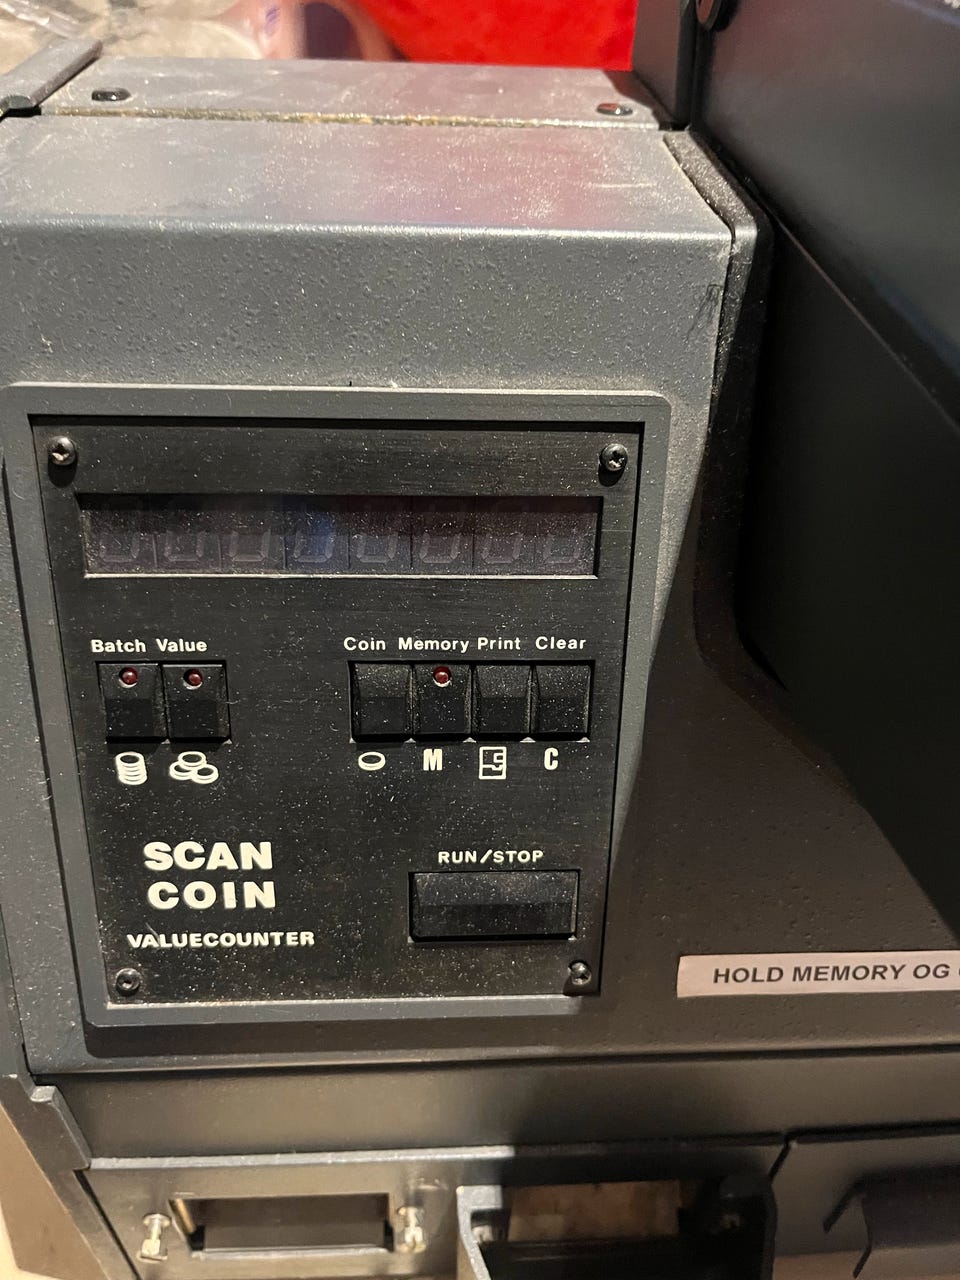 Batch Value
Coin Memory Print Clear
M C
SCAN
COIN
RUN/STOP
VALUECOUNTER
HOLD MEMORY OG